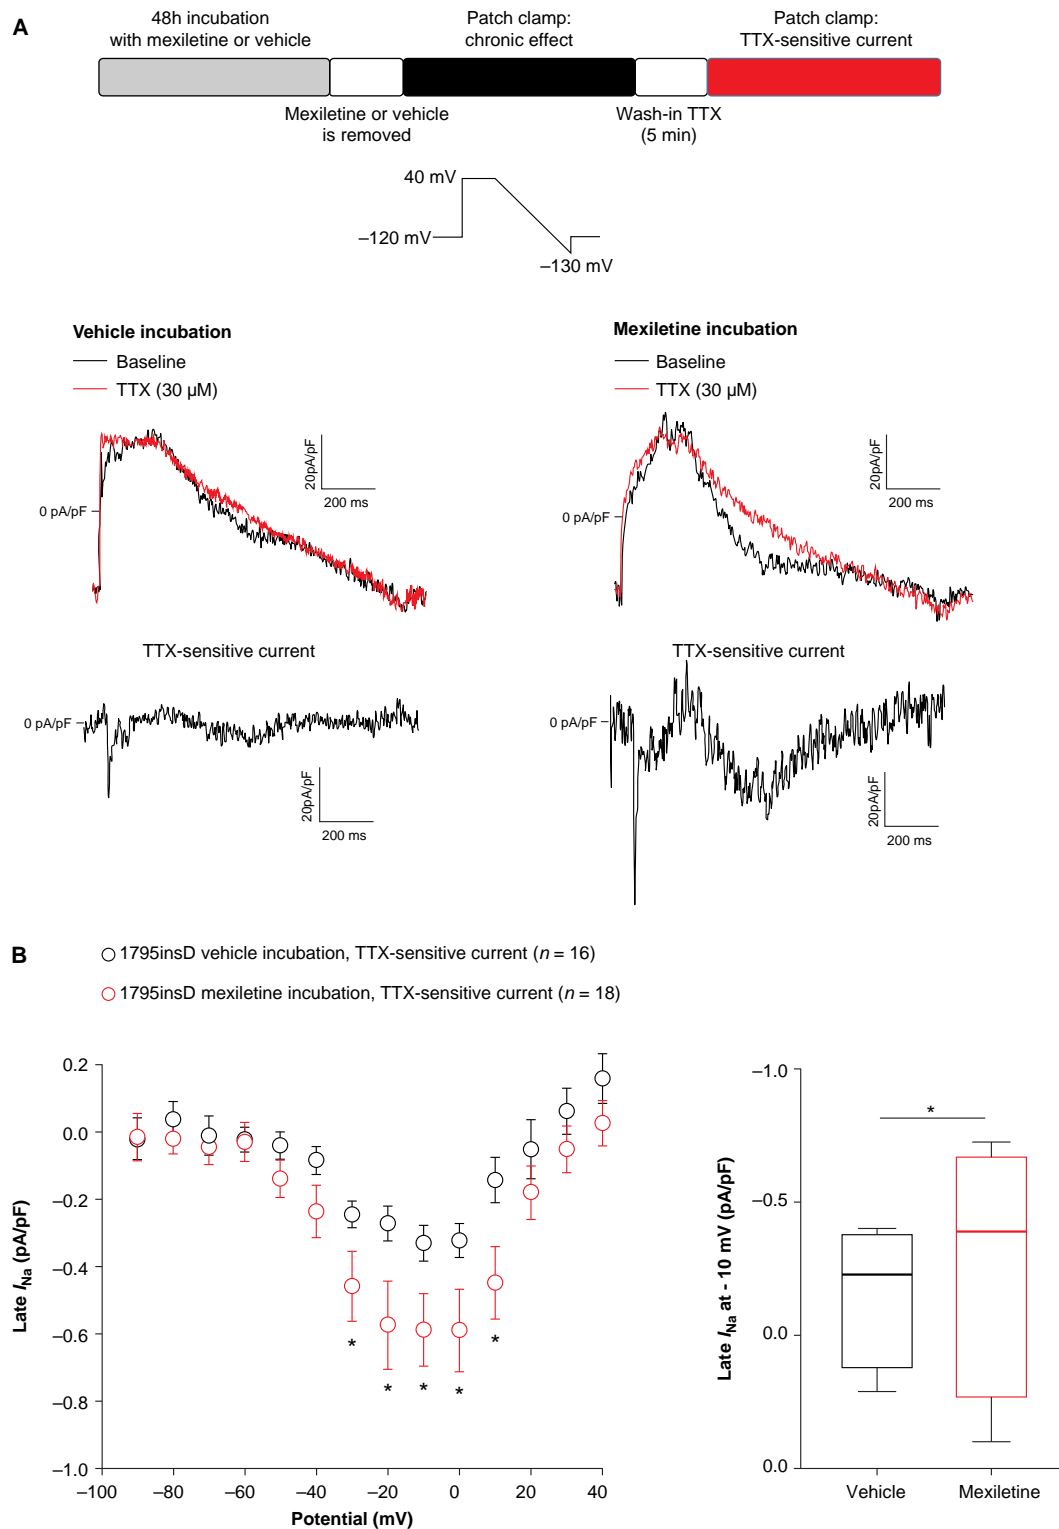 A
48h incubation
with mexiletine or vehicle
Patch clamp:
chronic effect
Patch clamp:
TTX-sensitive current
Mexiletine or vehicle
is removed
Wash-in TTX
(5 min)
40 mV
–120 mV
–130 mV
Vehicle incubation
Baseline
TTX (30 µM)
20pA/pF
200 ms
0 pA/pF
TTX-sensitive current
0 pA/pF
20pA/pF
200 ms
Mexiletine incubation
Baseline
TTX (30 µM)
20pA/pF
200 ms
0 pA/pF
TTX-sensitive current
0 pA/pF
20pA/pF
200 ms
B
1795insD vehicle incubation, TTX-sensitive current (n = 16)
1795insD mexiletine incubation, TTX-sensitive current (n = 18)
Late INa (pA/pF)
0.2
0.0
–0.2
–0.4
–0.6
–0.8
–1.0
* * * * *
–100 –80 –60 –40 –20 0 20 40
Potential (mV)
Late INa at - 10 mV (pA/pF)
–1.0
–0.5
0.0
0.0
*
Vehicle Mexiletine